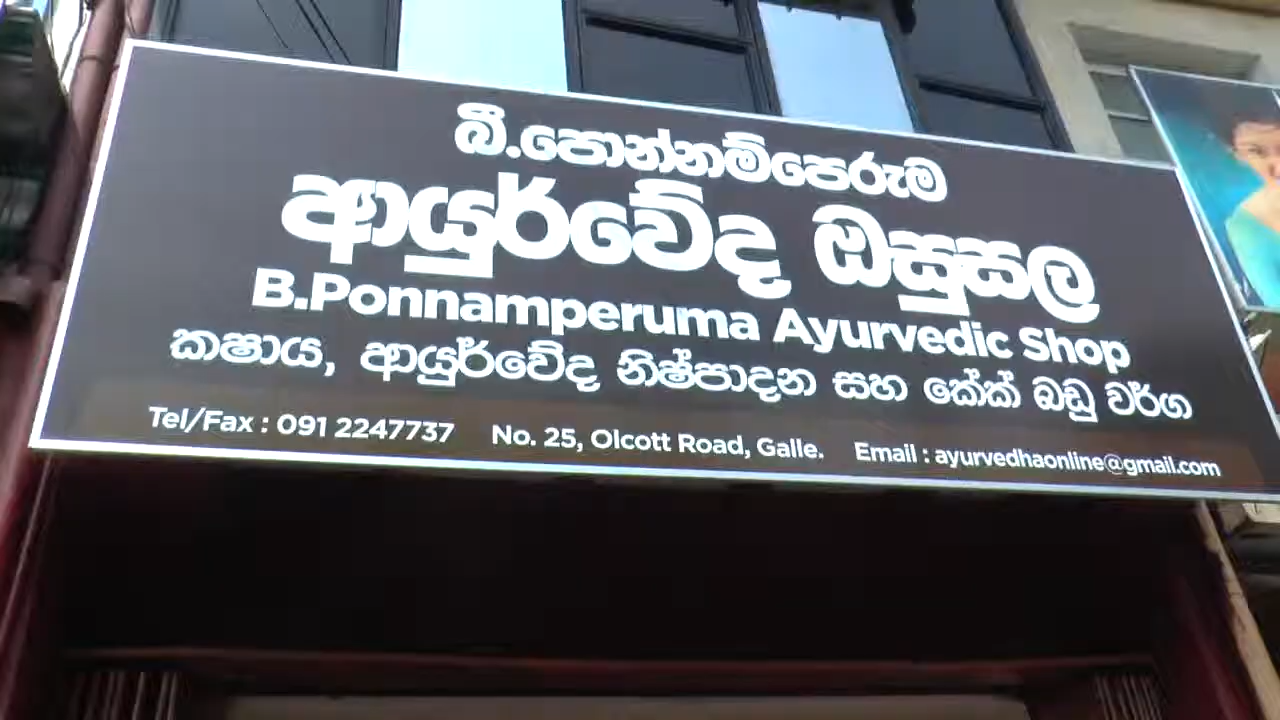 බී.පොන්නම්පෙරුම
ආයුර්වේද ඔසුසල
B.Ponnamperuma Ayurvedic Shop
කෂාය, ආයුර්වේද නිෂ්පාදන සහ කේක් බඩු වර්ග
Tel/Fax : 091 2247737 No. 25, Olcott Road, Galle. Email : ayurvedhaonline@gmail.com